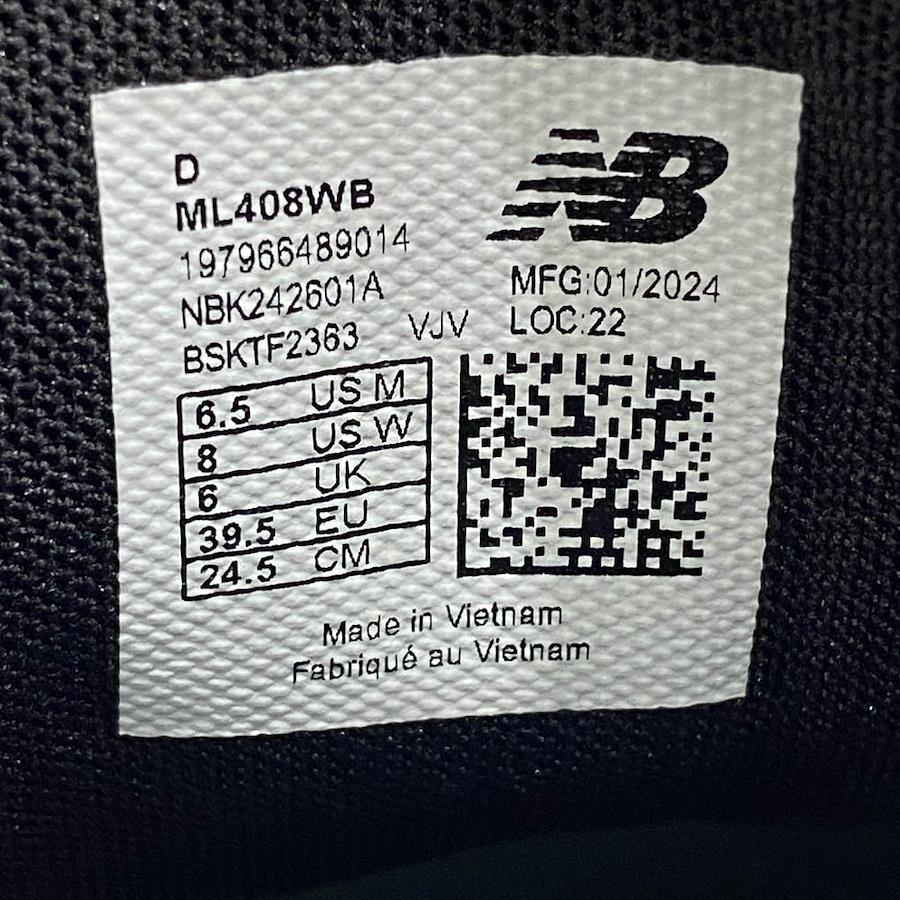 D
ML408WB
197966489014
NBK242601A
BSKTF2363 VJV
NB
MFG:01/2024
LOC:22
6.5 US M
8 US W
6 UK
39.5 EU
24.5 CM
Made in Vietnam
Fabriqué au Vietnam